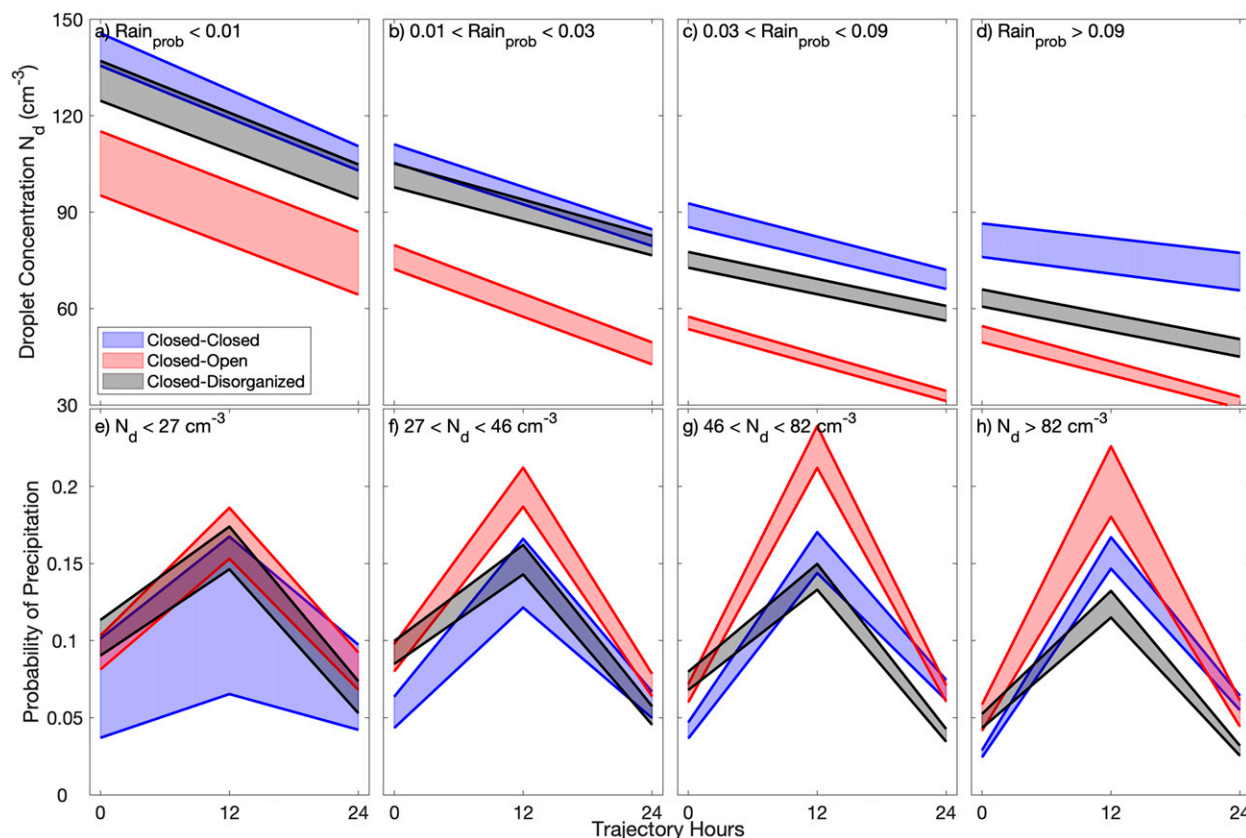 a) Rain_prob < 0.01
b) 0.01 < Rain_prob < 0.03
c) 0.03 < Rain_prob < 0.09
d) Rain_prob > 0.09
Droplet Concentration N_d (cm^-3)
150
120
90
60
30
Closed-Closed
Closed-Open
Closed-Disorganized
e) N_d < 27 cm^-3
f) 27 < N_d < 46 cm^-3
g) 46 < N_d < 82 cm^-3
h) N_d > 82 cm^-3
Probability of Precipitation
0.2
0.15
0.1
0.05
0
0 12 24 0 12 24 0 12 24 0 12 24
Trajectory Hours